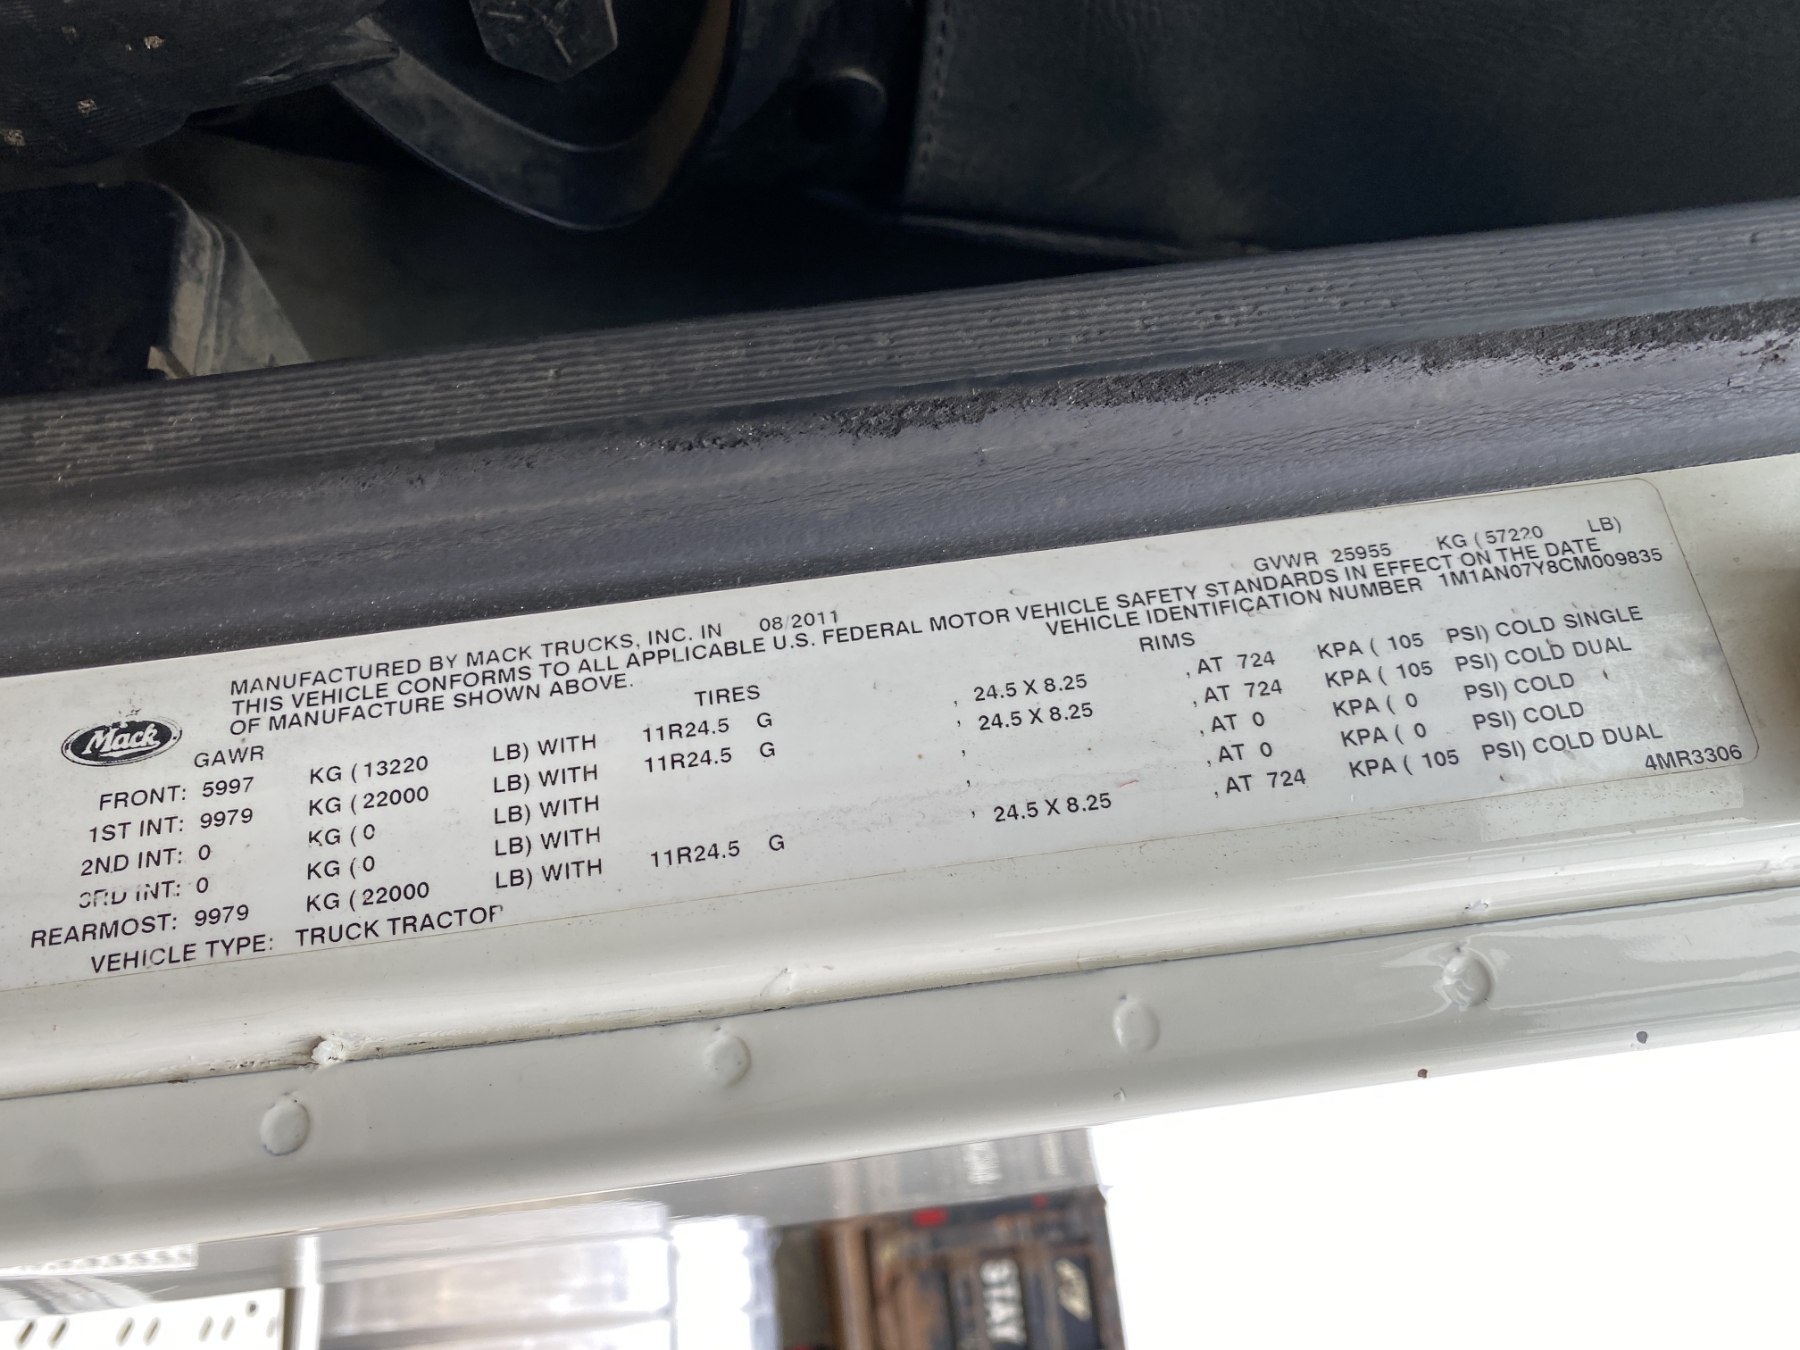 GVWR 25955 KG ( 57220 LB)
MANUFACTURED BY MACK TRUCKS, INC. IN 08/2011
THIS VEHICLE CONFORMS TO ALL APPLICABLE U.S. FEDERAL MOTOR VEHICLE SAFETY STANDARDS IN EFFECT ON THE DATE
OF MANUFACTURE SHOWN ABOVE. VEHICLE IDENTIFICATION NUMBER 1M1AN07Y8CM009835
Mack
GAWR TIRES RIMS
FRONT: 5997 KG ( 13220 LB) WITH 11R24.5 G , 24.5 X 8.25 , AT 724 KPA ( 105 PSI) COLD SINGLE
1ST INT: 9979 KG ( 22000 LB) WITH 11R24.5 G , 24.5 X 8.25 , AT 724 KPA ( 105 PSI) COLD DUAL
2ND INT: 0 KG ( 0 LB) WITH , , AT 0 KPA ( 0 PSI) COLD
3RD INT: 0 KG ( 0 LB) WITH , , AT 0 KPA ( 0 PSI) COLD
REARMOST: 9979 KG ( 22000 LB) WITH 11R24.5 G , 24.5 X 8.25 , AT 724 KPA ( 105 PSI) COLD DUAL
VEHICLE TYPE: TRUCK TRACTOR 4MR3306
STAY